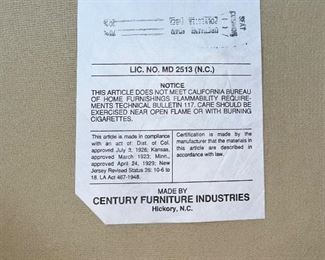 LIC. NO. MD 2513 (N.C.)
NOTICE
THIS ARTICLE DOES NOT MEET CALIFORNIA BUREAU
OF HOME FURNISHINGS FLAMMABILITY REQUIRE-
MENTS TECHNICAL BULLETIN 117. CARE SHOULD BE
EXERCISED NEAR OPEN FLAME OR WITH BURNING
CIGARETTES.
This article is made in compliance
with an act of: Dist. of Col.
approved July 3, 1926; Kansas,
approved March 1923; Minn.,
approved April 24, 1929; New
Jersey Revised Status 26: 10-6 to
18. LA Act 467-1948.
Certification is made by the
manufacturer that the materials in
this article are described in
accordance with law.
MADE BY
CENTURY FURNITURE INDUSTRIES
Hickory, N.C.